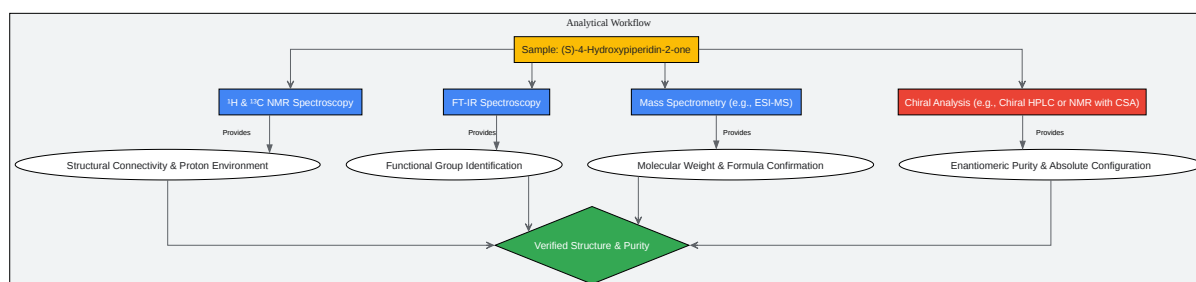 Analytical Workflow
Sample: (S)-4-Hydroxypiperidin-2-one
¹H & ¹³C NMR Spectroscopy
FT-IR Spectroscopy
Mass Spectrometry (e.g., ESI-MS)
Chiral Analysis (e.g., Chiral HPLC or NMR with CSA)
Provides
Provides
Provides
Provides
Structural Connectivity & Proton Environment
Functional Group Identification
Molecular Weight & Formula Confirmation
Enantiomeric Purity & Absolute Configuration
Verified Structure & Purity